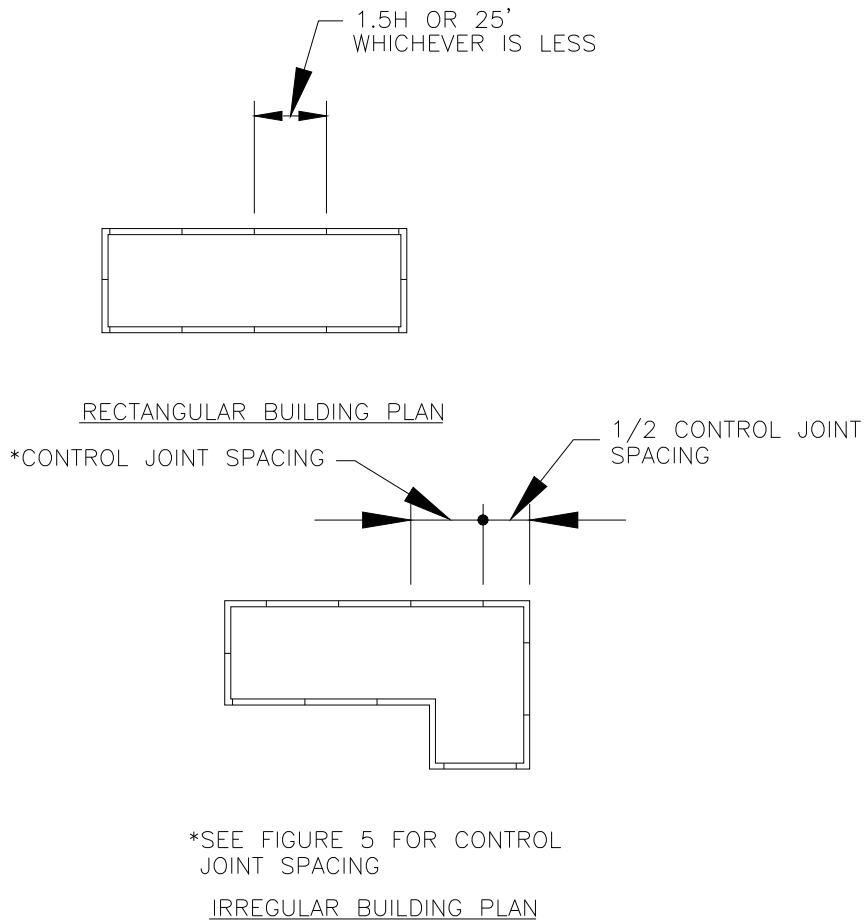 1.5H OR 25'
WHICHEVER IS LESS
RECTANGULAR BUILDING PLAN
*CONTROL JOINT SPACING
1/2 CONTROL JOINT
SPACING
*SEE FIGURE 5 FOR CONTROL
JOINT SPACING
IRREGULAR BUILDING PLAN